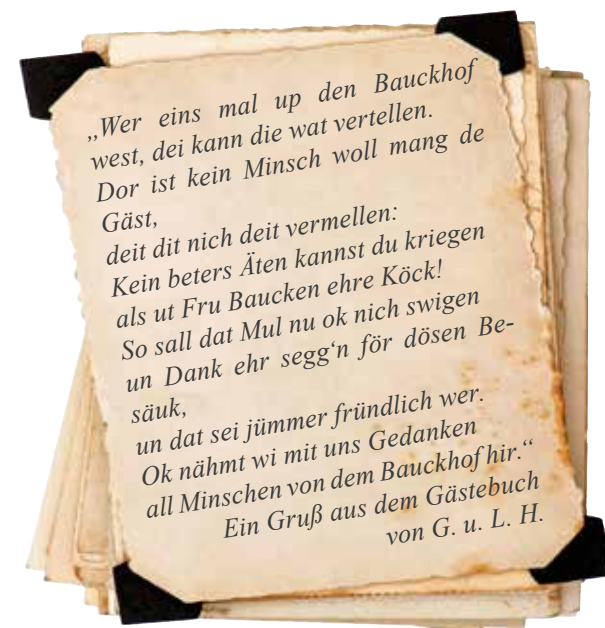 „Wer eins mal up den Bauckhof
west, dei kann die wat vertellen.
Dor ist kein Minsch woll mang de
Gäst,
deit dit nich deit vermellen:
Kein beters Äten kannst du kriegen
als ut Fru Baucken ehre Köck!
So sall dat Mul nu ok nich swigen
un Dank ehr segg‘n för dösen Be-
säuk,
un dat sei jümmer fründlich wer.
Ok nähmt wi mit uns Gedanken
all Minschen von dem Bauckhof hir.“
Ein Gruß aus dem Gästebuch
von G. u. L. H.